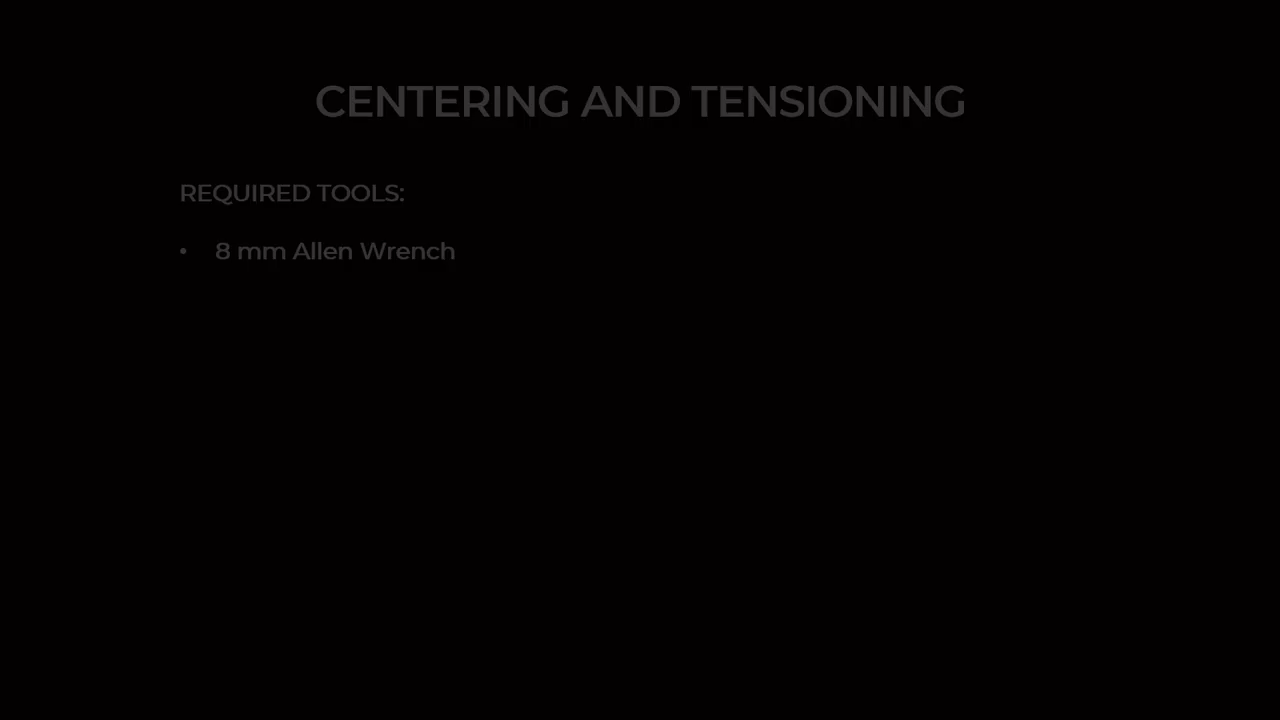 CENTERING AND TENSIONING
REQUIRED TOOLS:
• 8 mm Allen Wrench